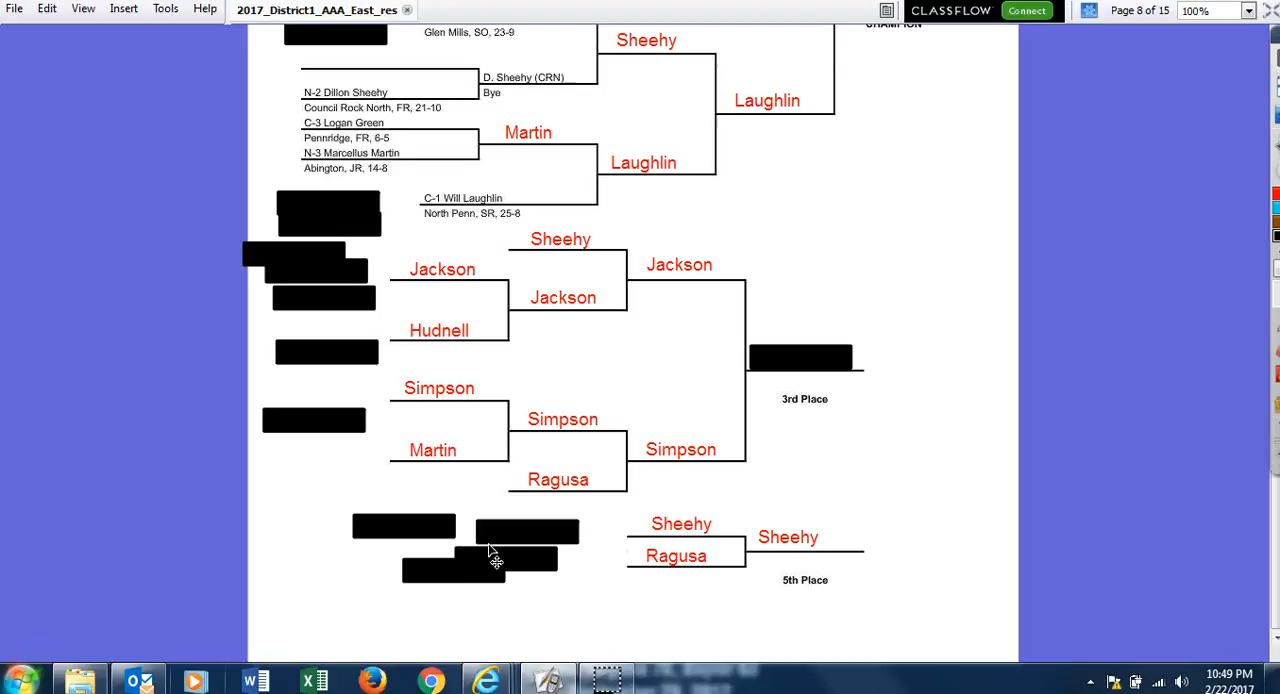 File Edit View Insert Tools Help
2017_District1_AAA_East_res
CLASSFLOW Connect
Page 8 of 15
100%
CHAMPION
Glen Mills, SO, 23-9
Sheehy
D. Sheehy (CRN)
N-2 Dillon Sheehy
Bye
Council Rock North, FR, 21-10
Laughlin
C-3 Logan Green
Martin
Pennridge, FR, 6-5
N-3 Marcellus Martin
Laughlin
Abington, JR, 14-8
C-1 Will Laughlin
North Penn, SR, 25-8
Sheehy
Jackson
Jackson
Jackson
Hudnell
3rd Place
Simpson
Simpson
Martin
Simpson
Ragusa
Sheehy
Sheehy
Ragusa
5th Place
10:49 PM
2/22/2017